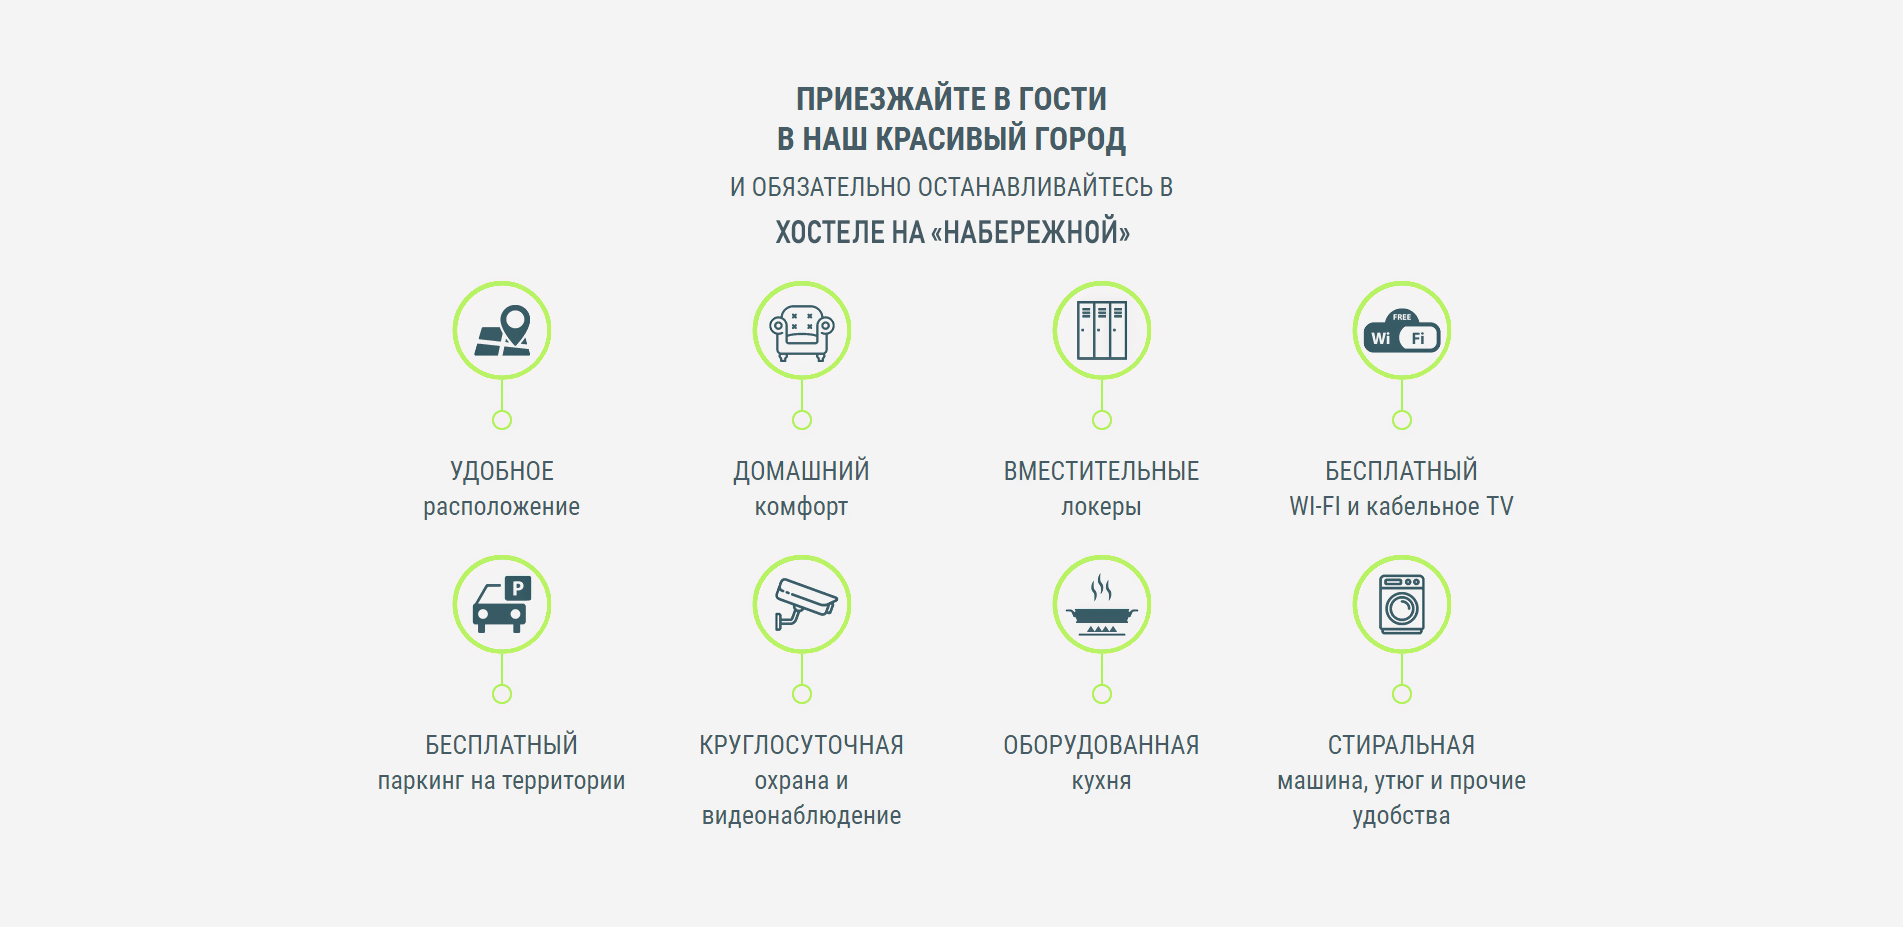 ПРИЕЗЖАЙТЕ В ГОСТИ
В НАШ КРАСИВЫЙ ГОРОД
И ОБЯЗАТЕЛЬНО ОСТАНАВЛИВАЙТЕСЬ В
ХОСТЕЛЕ НА «НАБЕРЕЖНОЙ»
FREE
Wi Fi
УДОБНОЕ
расположение
ДОМАШНИЙ
комфорт
ВМЕСТИТЕЛЬНЫЕ
локеры
БЕСПЛАТНЫЙ
WI-FI и кабельное TV
P
БЕСПЛАТНЫЙ
паркинг на территории
КРУГЛОСУТОЧНАЯ
охрана и
видеонаблюдение
ОБОРУДОВАННАЯ
кухня
СТИРАЛЬНАЯ
машина, утюг и прочие
удобства